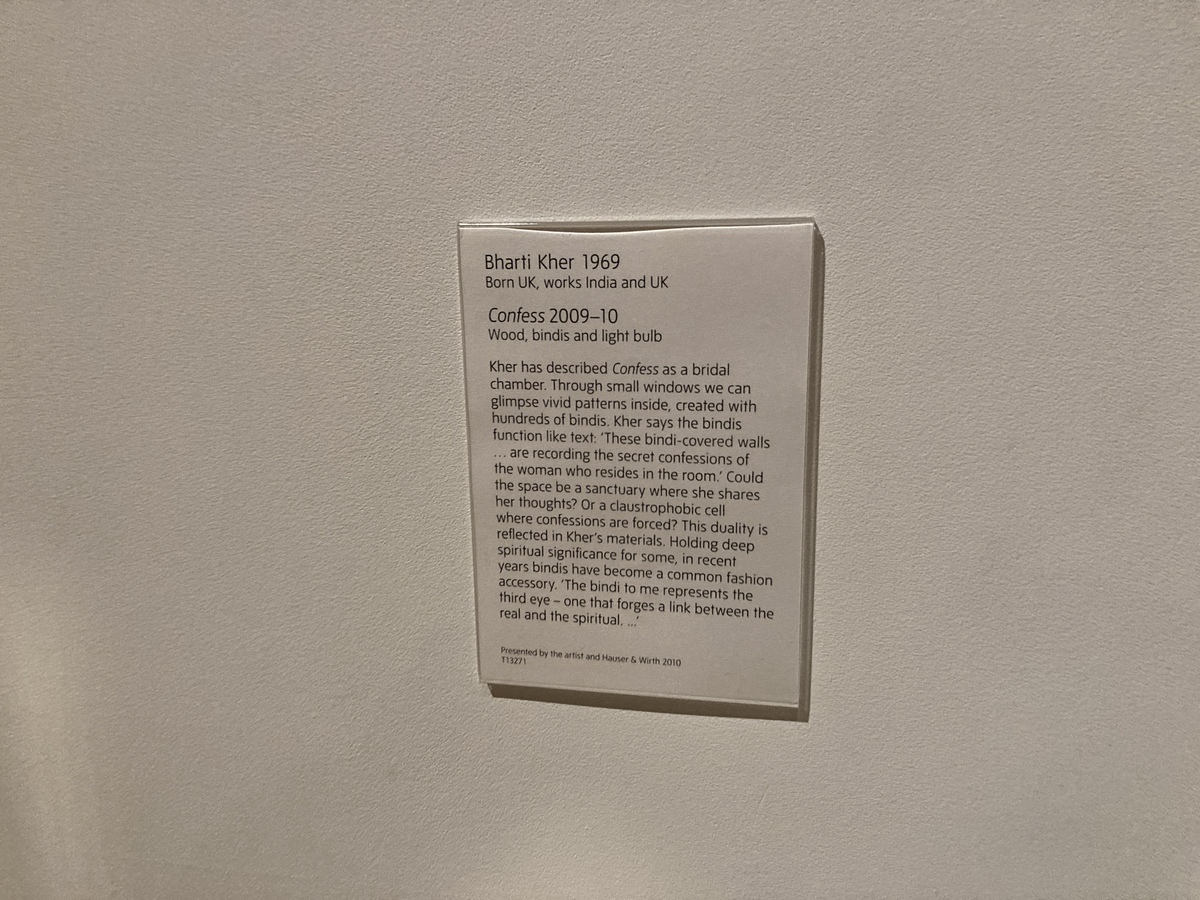 Bharti Kher 1969
Born UK, works India and UK
Confess 2009–10
Wood, bindis and light bulb
Kher has described Confess as a bridal
chamber. Through small windows we can
glimpse vivid patterns inside, created with
hundreds of bindis. Kher says the bindis
function like text: ‘These bindi-covered walls
... are recording the secret confessions of
the woman who resides in the room.’ Could
the space be a sanctuary where she shares
her thoughts? Or a claustrophobic cell
where confessions are forced? This duality is
reflected in Kher’s materials. Holding deep
spiritual significance for some, in recent
years bindis have become a common fashion
accessory. ‘The bindi to me represents the
third eye – one that forges a link between the
real and the spiritual, ...’
Presented by the artist and Hauser & Wirth 2010
T13271